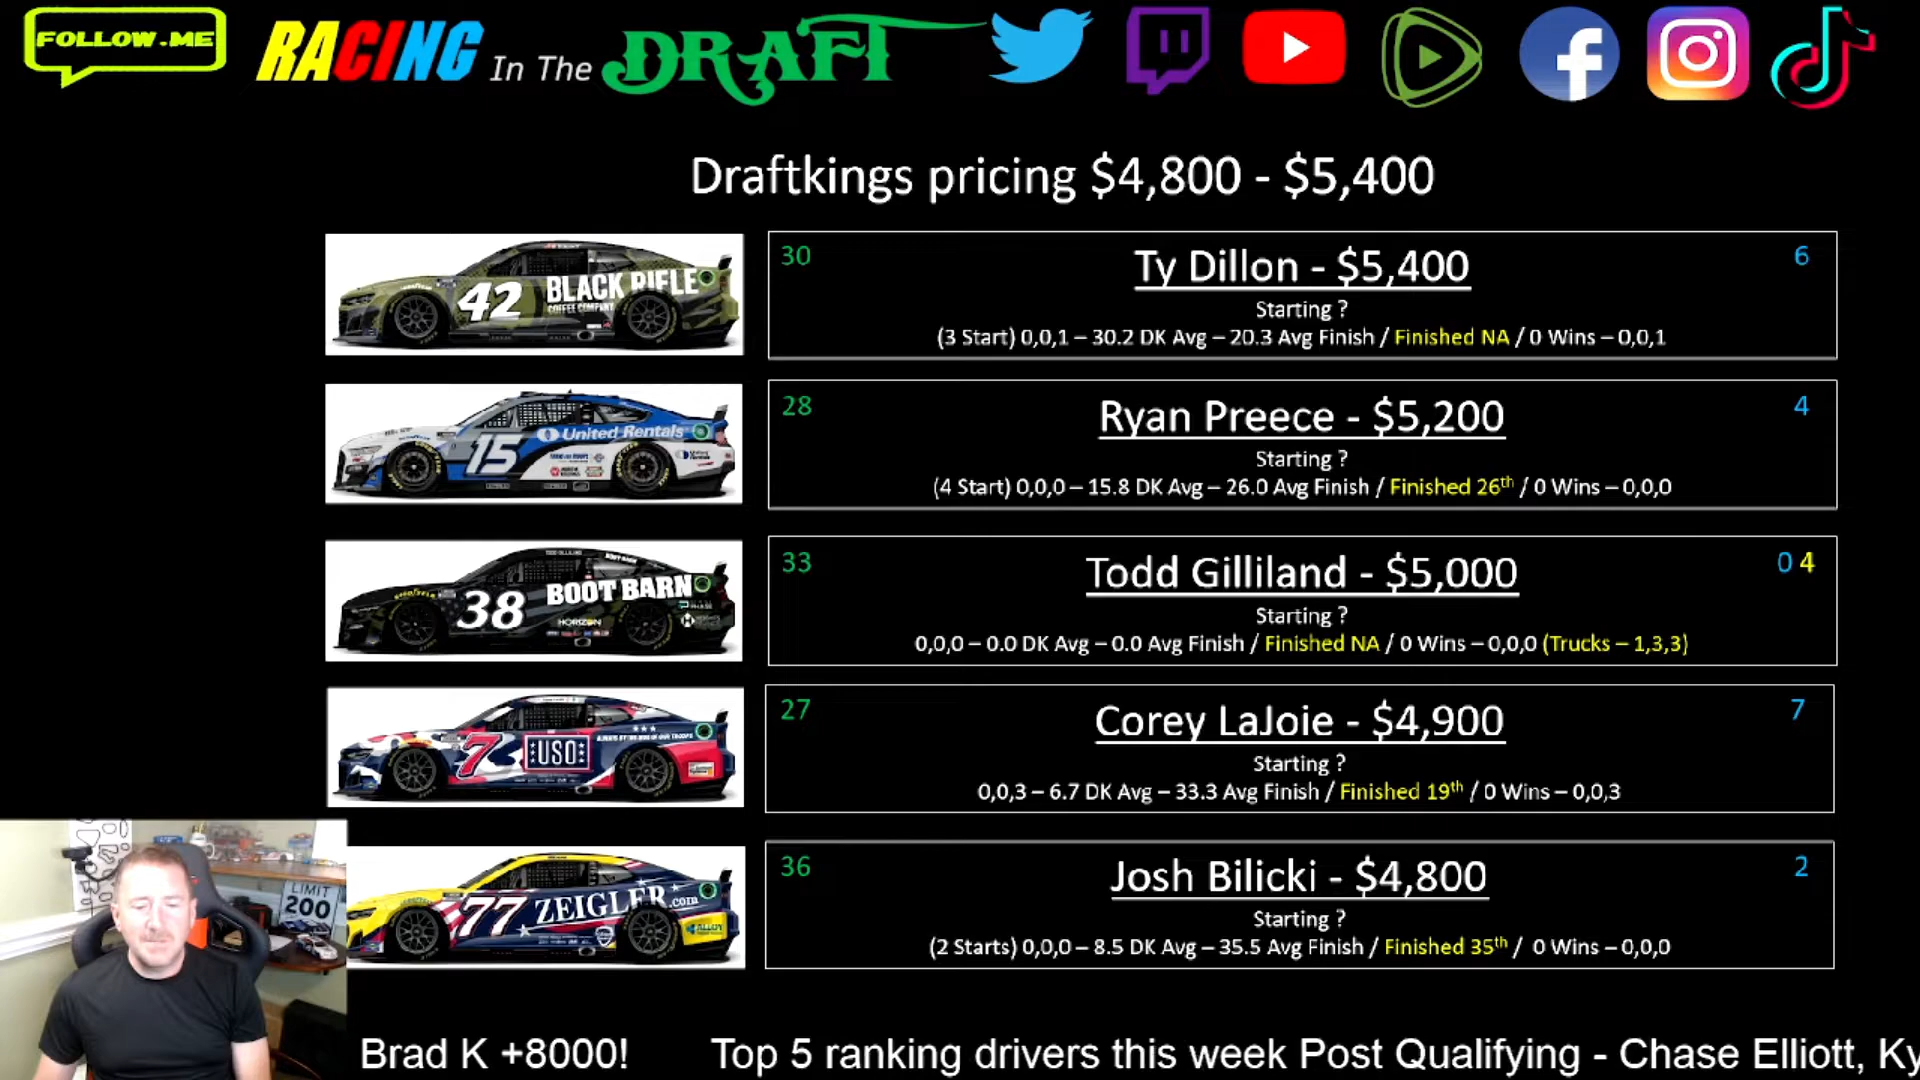 FOLLOW.ME
RACING In The DRAFT
Draftkings pricing $4,800 - $5,400
42 BLACK RIFLE
COFFEE COMPANY
30
Ty Dillon - $5,400
6
Starting ?
(3 Start) 0,0,1 – 30.2 DK Avg – 20.3 Avg Finish / Finished NA / 0 Wins – 0,0,1
15 United Rentals
28
Ryan Preece - $5,200
4
Starting ?
(4 Start) 0,0,0 – 15.8 DK Avg – 26.0 Avg Finish / Finished 26th / 0 Wins – 0,0,0
38 BOOT BARN
HORIZON
33
Todd Gilliland - $5,000
0 4
Starting ?
0,0,0 – 0.0 DK Avg – 0.0 Avg Finish / Finished NA / 0 Wins – 0,0,0 (Trucks – 1,3,3)
7 USO
27
Corey LaJoie - $4,900
7
Starting ?
0,0,3 – 6.7 DK Avg – 33.3 Avg Finish / Finished 19th / 0 Wins – 0,0,3
77 ZEIGLER.com
36
Josh Bilicki - $4,800
2
Starting ?
(2 Starts) 0,0,0 – 8.5 DK Avg – 35.5 Avg Finish / Finished 35th / 0 Wins – 0,0,0
LIMIT
200
Brad K +8000! Top 5 ranking drivers this week Post Qualifying - Chase Elliott, Ky